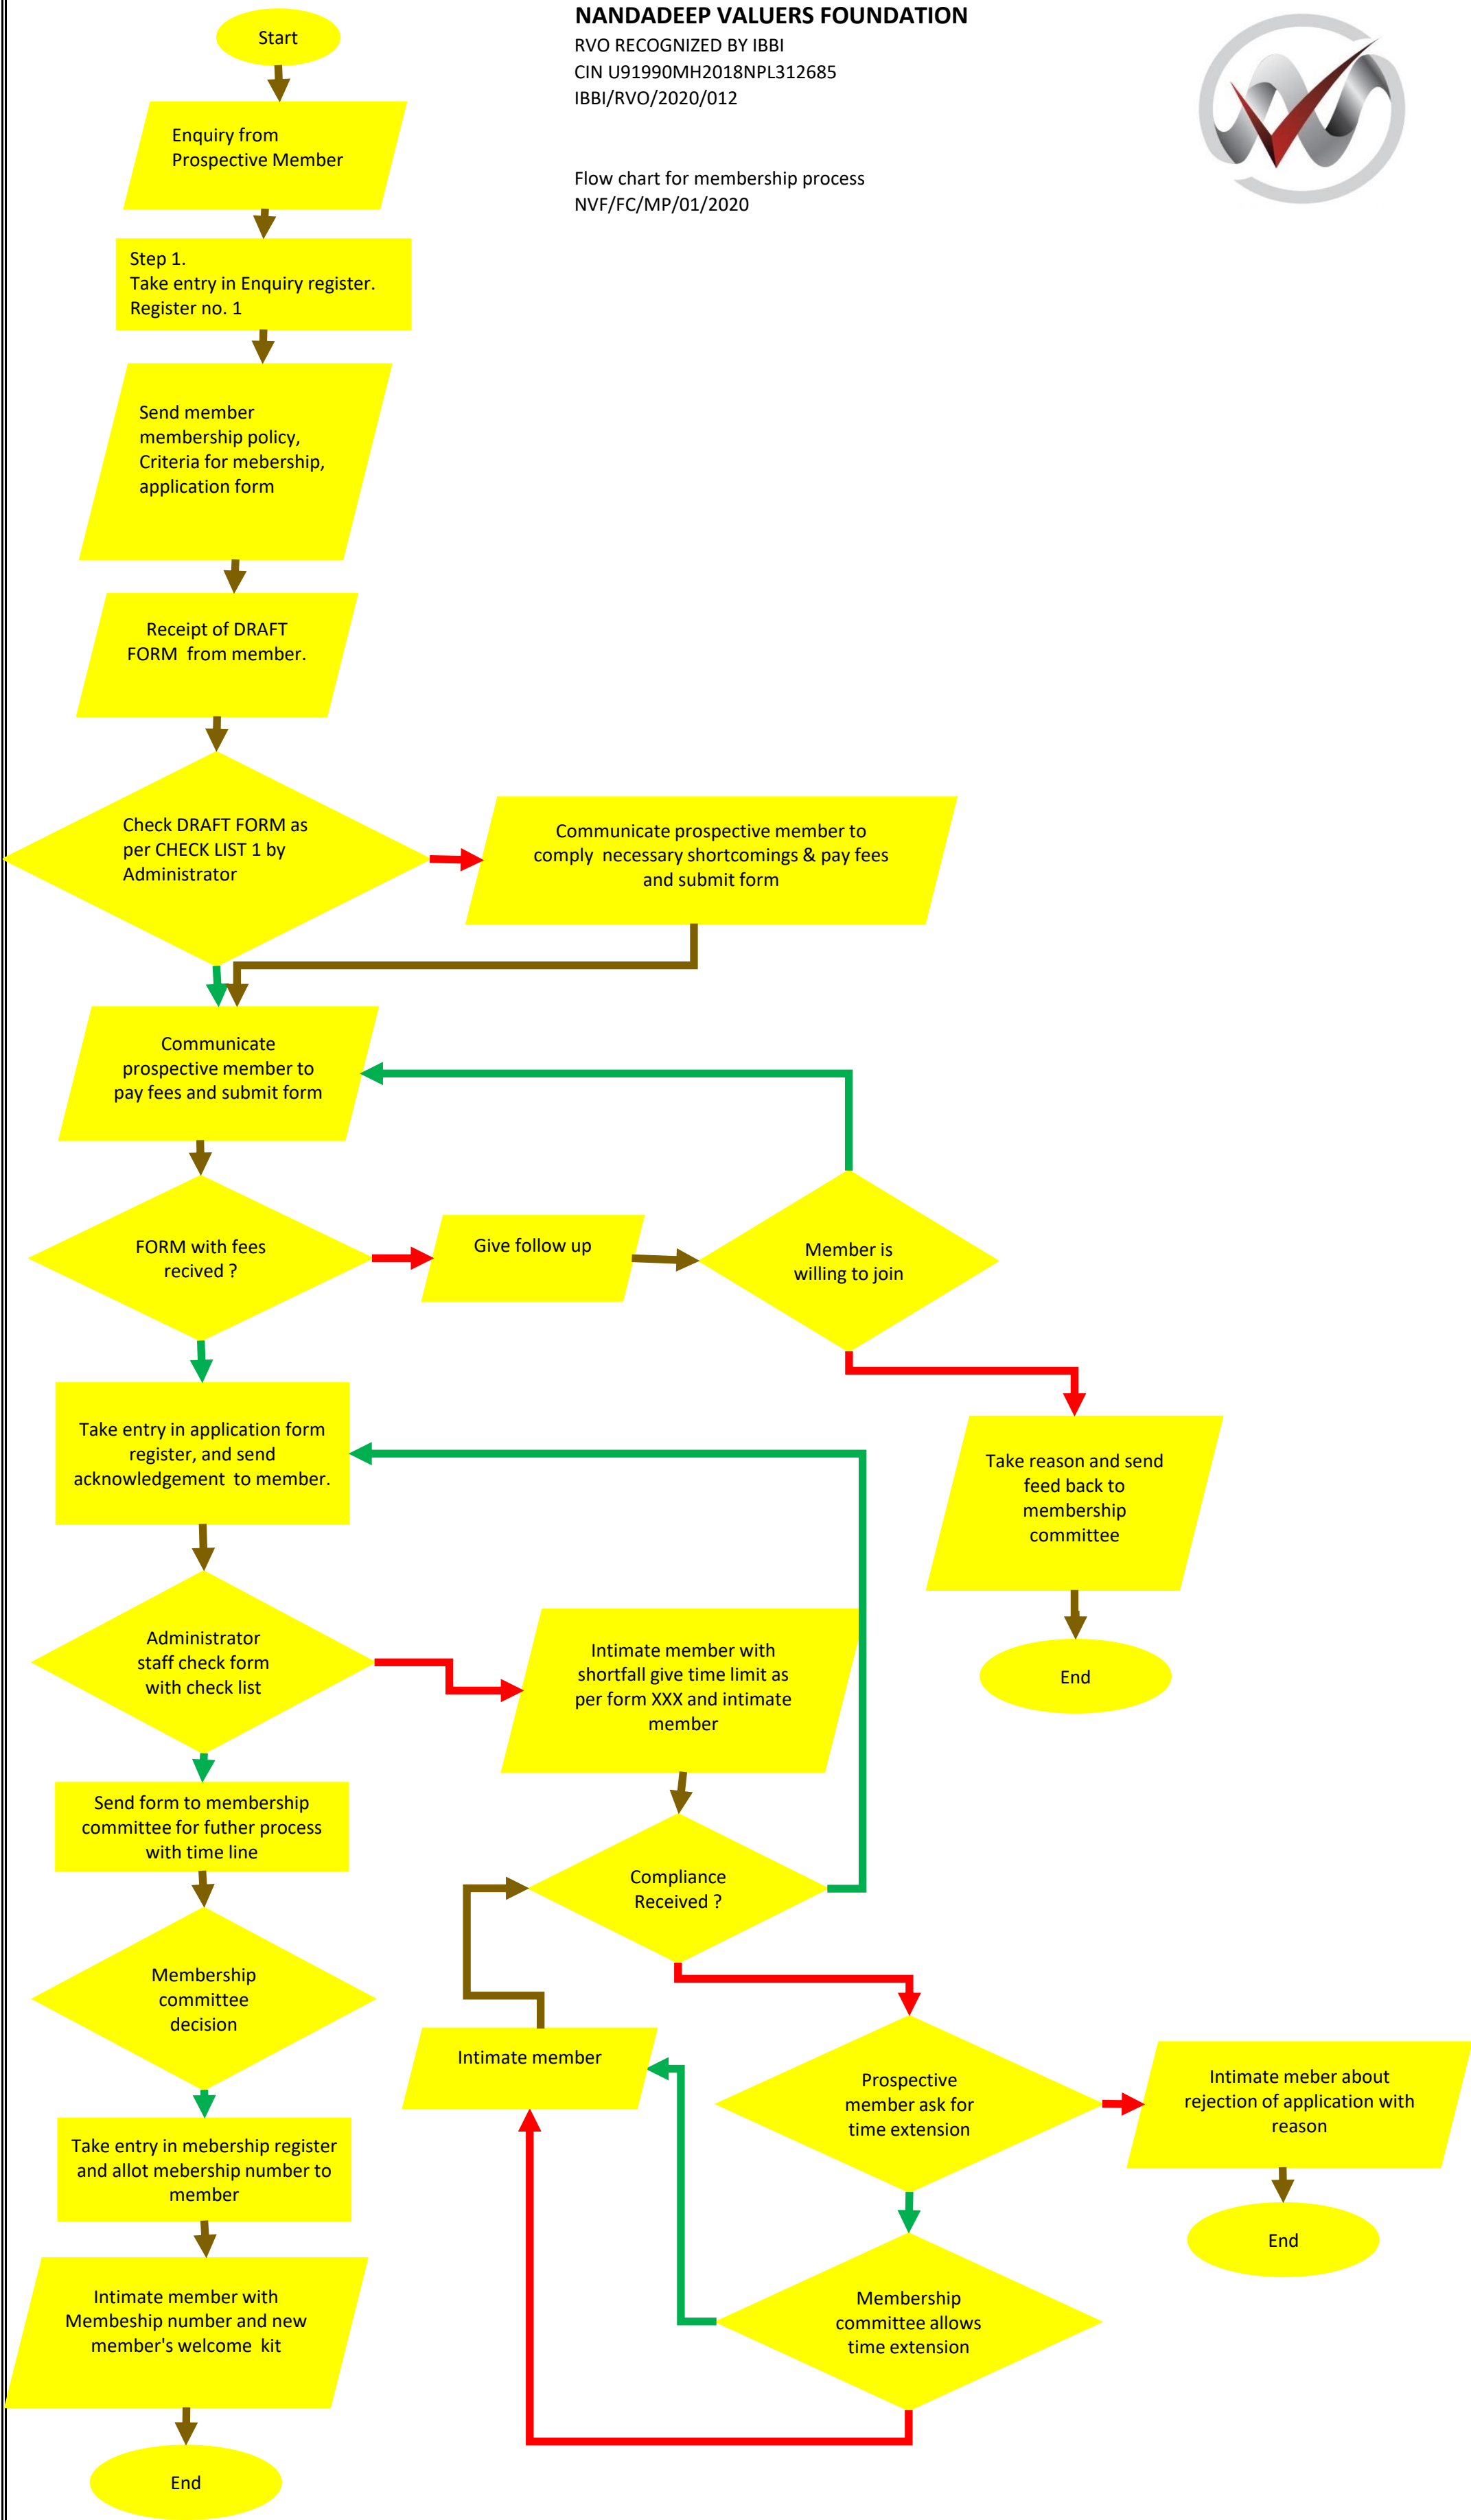 NANDADEEP VALUERS FOUNDATION
RVO RECOGNIZED BY IBBI
CIN U91990MH2018NPL312685
IBBI/RVO/2020/012
Flow chart for membership process
NVF/FC/MP/01/2020
Start
Enquiry from
Prospective Member
Step 1.
Take entry in Enquiry register.
Register no. 1
Send member
membership policy,
Criteria for mebership,
application form
Receipt of DRAFT
FORM from member.
Check DRAFT FORM as
per CHECK LIST 1 by
Administrator
Communicate prospective member to
comply necessary shortcomings & pay fees
and submit form
Communicate
prospective member to
pay fees and submit form
FORM with fees
recived ?
Give follow up
Member is
willing to join
Take entry in application form
register, and send
acknowledgement to member.
Take reason and send
feed back to
membership
committee
End
Administrator
staff check form
with check list
Intimate member with
shortfall give time limit as
per form XXX and intimate
member
Send form to membership
committee for futher process
with time line
Compliance
Received ?
Membership
committee
decision
Intimate member
Prospective
member ask for
time extension
Intimate meber about
rejection of application with
reason
End
Take entry in mebership register
and allot mebership number to
member
Membership
committee allows
time extension
Intimate member with
Membeship number and new
member's welcome kit
End